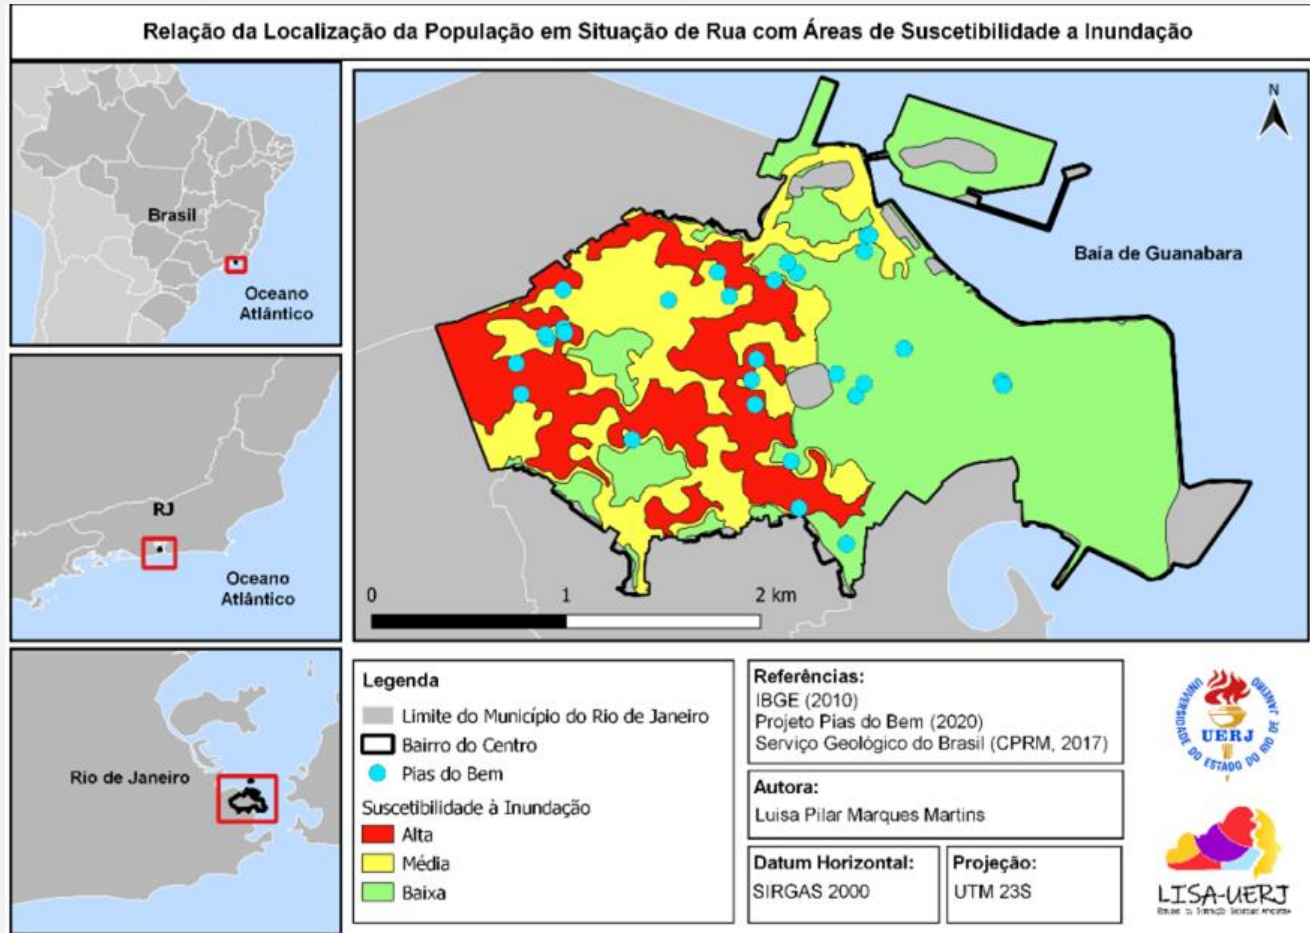 Relação da Localização da População em Situação de Rua com Áreas de Suscetibilidade a Inundação
Brasil
Oceano
Atlântico
RJ
Oceano
Atlântico
Rio de Janeiro
N
Baía de Guanabara
0 1 2 km
Legenda
Limite do Município do Rio de Janeiro
Bairro do Centro
Pias do Bem
Suscetibilidade à Inundação
Alta
Média
Baixa
Referências:
IBGE (2010)
Projeto Pias do Bem (2020)
Serviço Geológico do Brasil (CPRM, 2017)
Autora:
Luisa Pilar Marques Martins
Datum Horizontal:
SIRGAS 2000
Projeção:
UTM 23S
UNIVERSIDADE DO ESTADO DO RIO DE JANEIRO
UERJ
LISA-UERJ